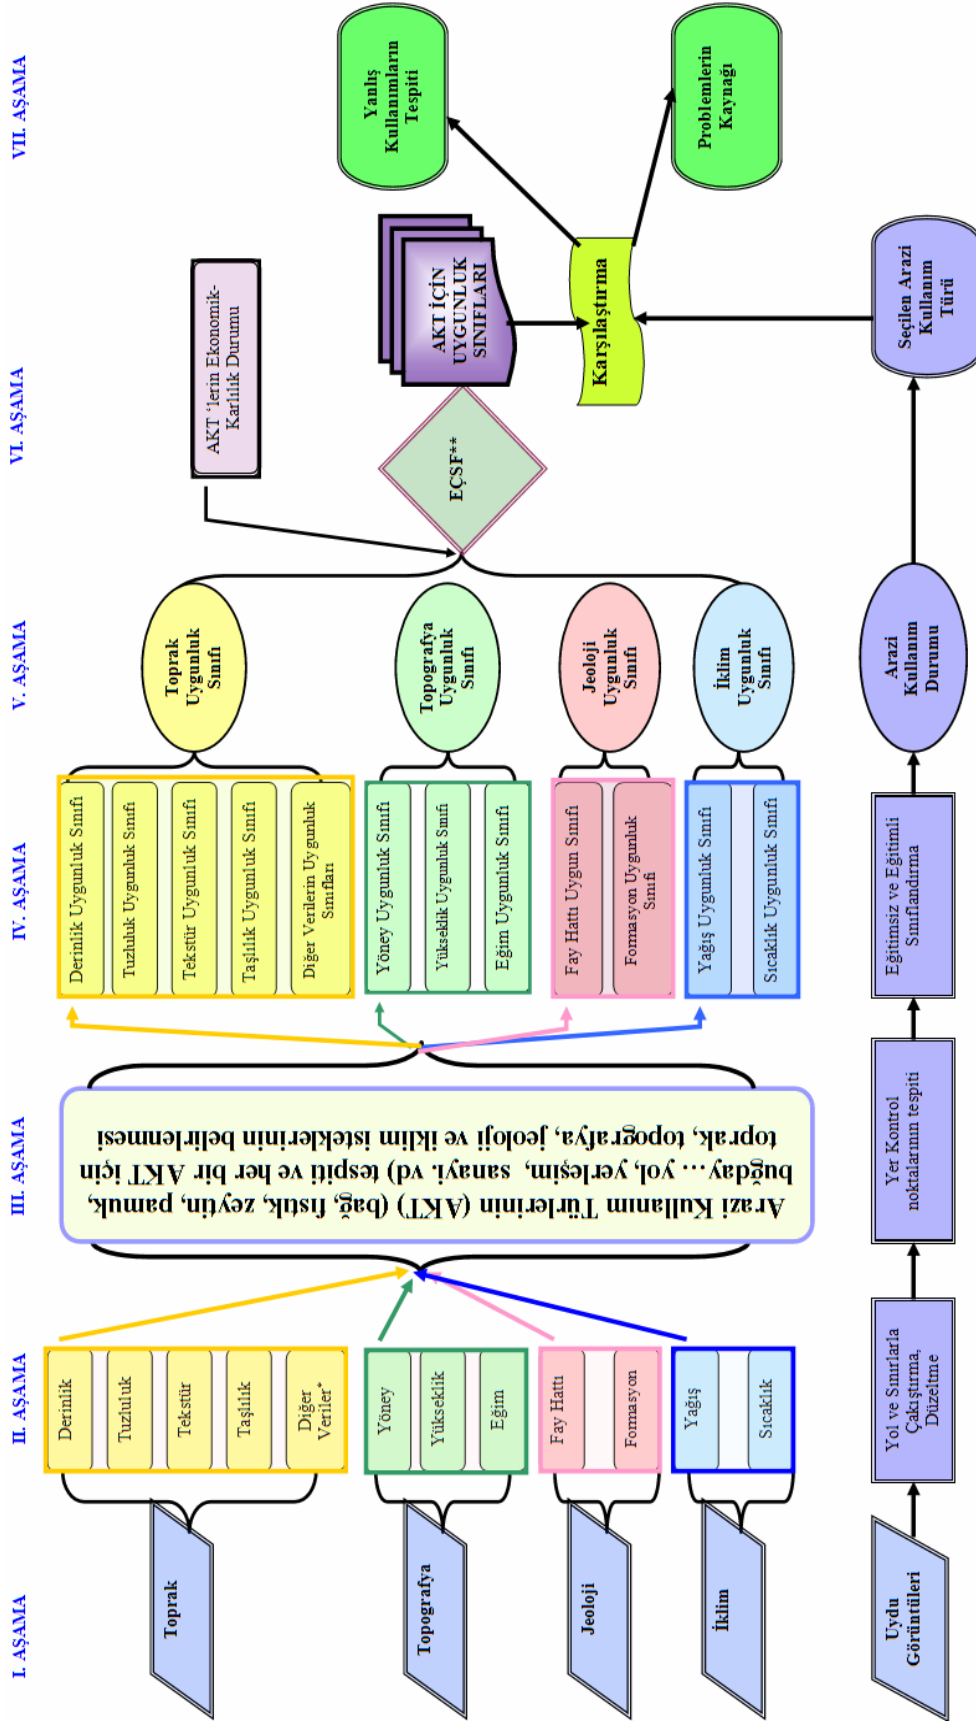 I. AŞAMA
II. AŞAMA
III. AŞAMA
IV. AŞAMA
V. AŞAMA
VI. AŞAMA
VII. AŞAMA
Toprak
Topografya
Jeoloji
İklim
Uydu
Görüntüleri
Derinlik
Tuzluluk
Tekstür
Taşlılık
Diğer
Veriler*
Yöney
Yükseklik
Eğim
Fay Hattı
Formasyon
Yağış
Sıcaklık
Yol ve Sınırlarla
Çakıştırma,
Düzeltme
Arazi Kullanım Türlerinin (AKT) (bağ, fıstık, zeytin, pamuk,
buğday… yol, yerleşim, sanayi. vd) tespiti ve her bir AKT için
toprak, topografya, jeoloji ve iklim isteklerinin belirlenmesi
Yer Kontrol
noktalarının tespiti
Derinlik Uygunluk Sınıfı
Tuzluluk Uygunluk Sınıfı
Tekstür Uygunluk Sınıfı
Taşlılık Uygunluk Sınıfı
Diğer Verilerin Uygunluk
Sınıfları
Yöney Uygunluk Sınıfı
Yükseklik Uygunluk Sınıfı
Eğim Uygunluk Sınıfı
Fay Hattı Uygun Sınıfı
Formasyon Uygunluk
Sınıfı
Yağış Uygunluk Sınıfı
Sıcaklık Uygunluk Sınıfı
Eğitimsiz ve Eğitimli
Sınıflandırma
Toprak
Uygunluk
Sınıfı
Topografya
Uygunluk
Sınıfı
Jeoloji
Uygunluk
Sınıfı
İklim
Uygunluk
Sınıfı
Arazi
Kullanım
Durumu
AKT ‘lerin Ekonomik-
Karlılık Durumu
EÇSF**
AKT İÇİN
UYGUNLUK
SINIFLARI
Karşılaştırma
Seçilen Arazi
Kullanım
Türü
Yanlış
Kullanımların
Tespiti
Problemlerin
Kaynağı